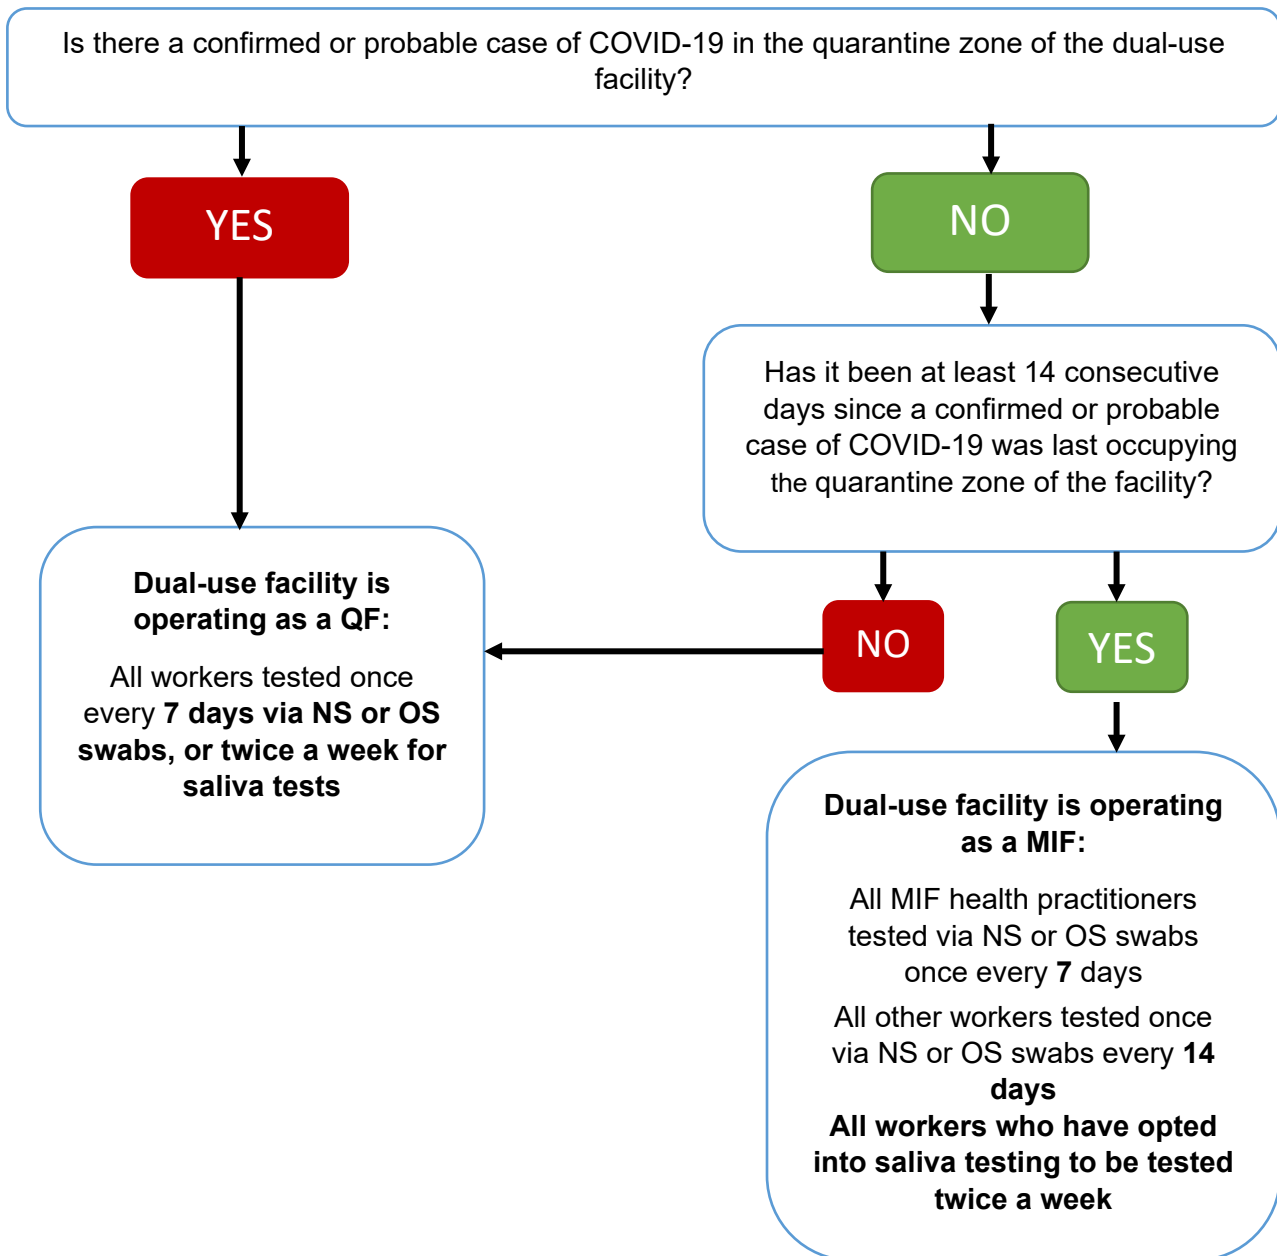 Is there a confirmed or probable case of COVID-19 in the quarantine zone of the dual-use
facility?
YES
NO
Has it been at least 14 consecutive
days since a confirmed or probable
case of COVID-19 was last occupying
the quarantine zone of the facility?
Dual-use facility is
operating as a QF:
All workers tested once
every 7 days via NS or OS
swabs, or twice a week for
saliva tests
NO
YES
Dual-use facility is operating
as a MIF:
All MIF health practitioners
tested via NS or OS swabs
once every 7 days
All other workers tested once
via NS or OS swabs every 14
days
All workers who have opted
into saliva testing to be tested
twice a week